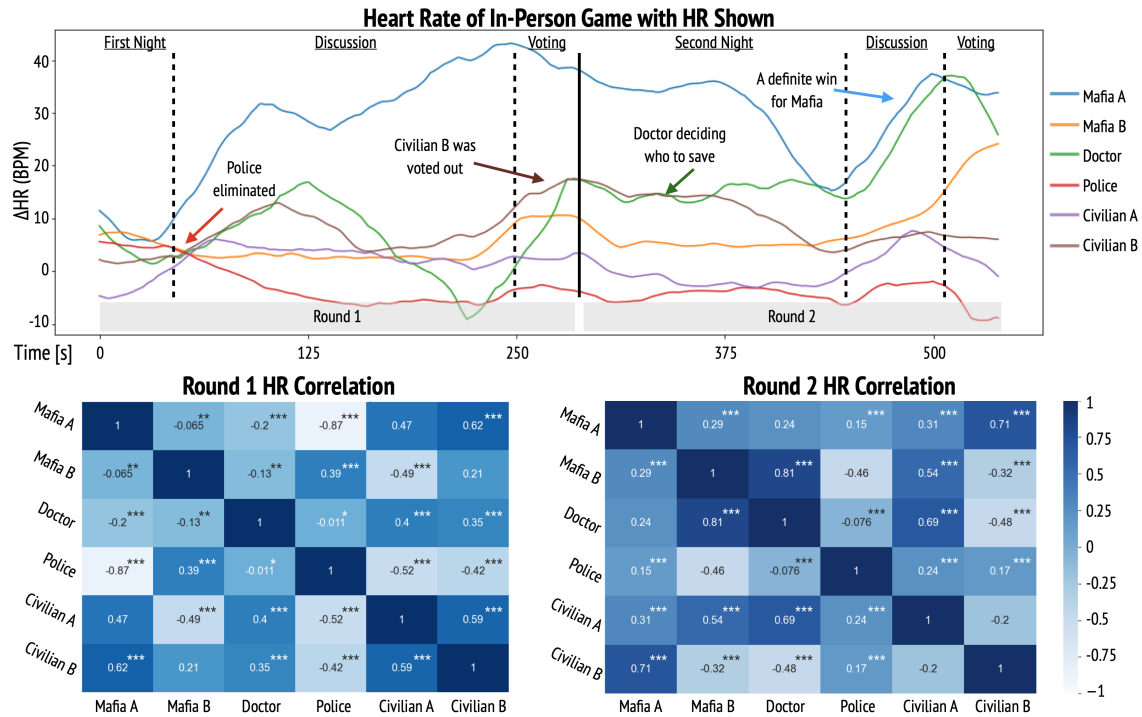 Heart Rate of In-Person Game with HR Shown
First Night
Discussion
Voting
Second Night
Discussion
Voting
ΔHR (BPM)
40
30
20
10
0
-10
Police
eliminated
Civilian B was
voted out
Doctor deciding
who to save
A definite win
for Mafia
Mafia A
Mafia B
Doctor
Police
Civilian A
Civilian B
Round 1
Round 2
Time [s]
0
125
250
375
500
Round 1 HR Correlation
Mafia A
1
-0.065**
-0.2***
-0.87***
0.47
0.62***
Mafia B
-0.065**
1
-0.13**
0.39***
-0.49***
0.21
Doctor
-0.2***
-0.13**
1
-0.011*
0.4***
0.35***
Police
-0.87***
0.39***
-0.011*
1
-0.52***
-0.42***
Civilian A
0.47
-0.49***
0.4***
-0.52***
1
0.59***
Civilian B
0.62***
0.21
0.35***
-0.42***
0.59***
1
Mafia A
Mafia B
Doctor
Police
Civilian A
Civilian B
Round 2 HR Correlation
Mafia A
1
0.29***
0.24
0.15***
0.31***
0.71***
Mafia B
0.29***
1
0.81***
-0.46
0.54***
-0.32***
Doctor
0.24
0.81***
1
-0.076***
0.69***
-0.48***
Police
0.15***
-0.46
-0.076***
1
0.24***
0.17***
Civilian A
0.31***
0.54***
0.69***
0.24***
1
-0.2
Civilian B
0.71***
-0.32***
-0.48***
0.17***
-0.2
1
Mafia A
Mafia B
Doctor
Police
Civilian A
Civilian B
1
0.75
0.5
0.25
0
-0.25
-0.5
-0.75
−1